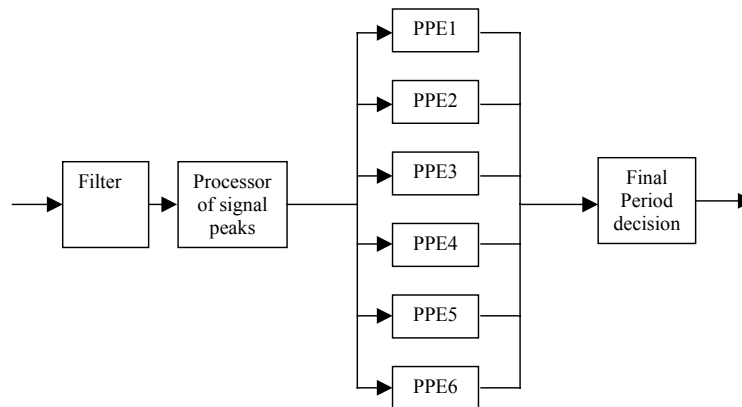 Filter
Processor
of signal
peaks
PPE1
PPE2
PPE3
PPE4
PPE5
PPE6
Final
Period
decision